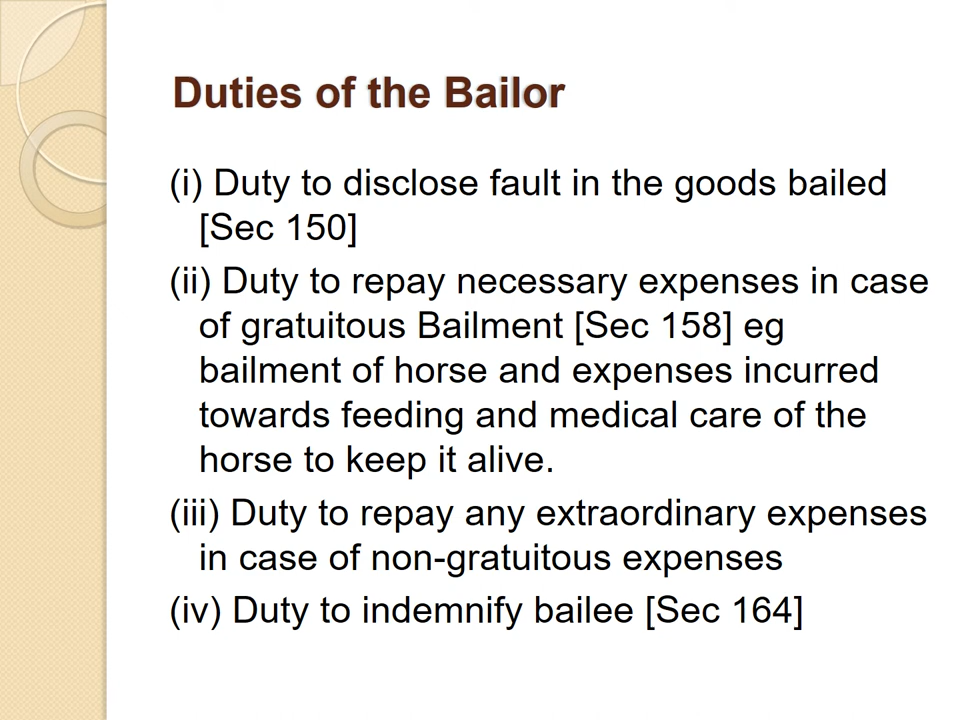 Duties of the Bailor
(i) Duty to disclose fault in the goods bailed
[Sec 150]
(ii) Duty to repay necessary expenses in case
of gratuitous Bailment [Sec 158] eg
bailment of horse and expenses incurred
towards feeding and medical care of the
horse to keep it alive.
(iii) Duty to repay any extraordinary expenses
in case of non-gratuitous expenses
(iv) Duty to indemnify bailee [Sec 164]